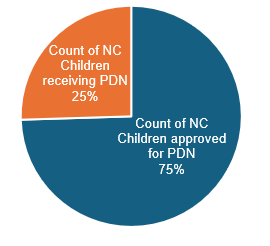 Count of NC
Children
receiving PDN
25%
Count of NC
Children approved
for PDN
75%